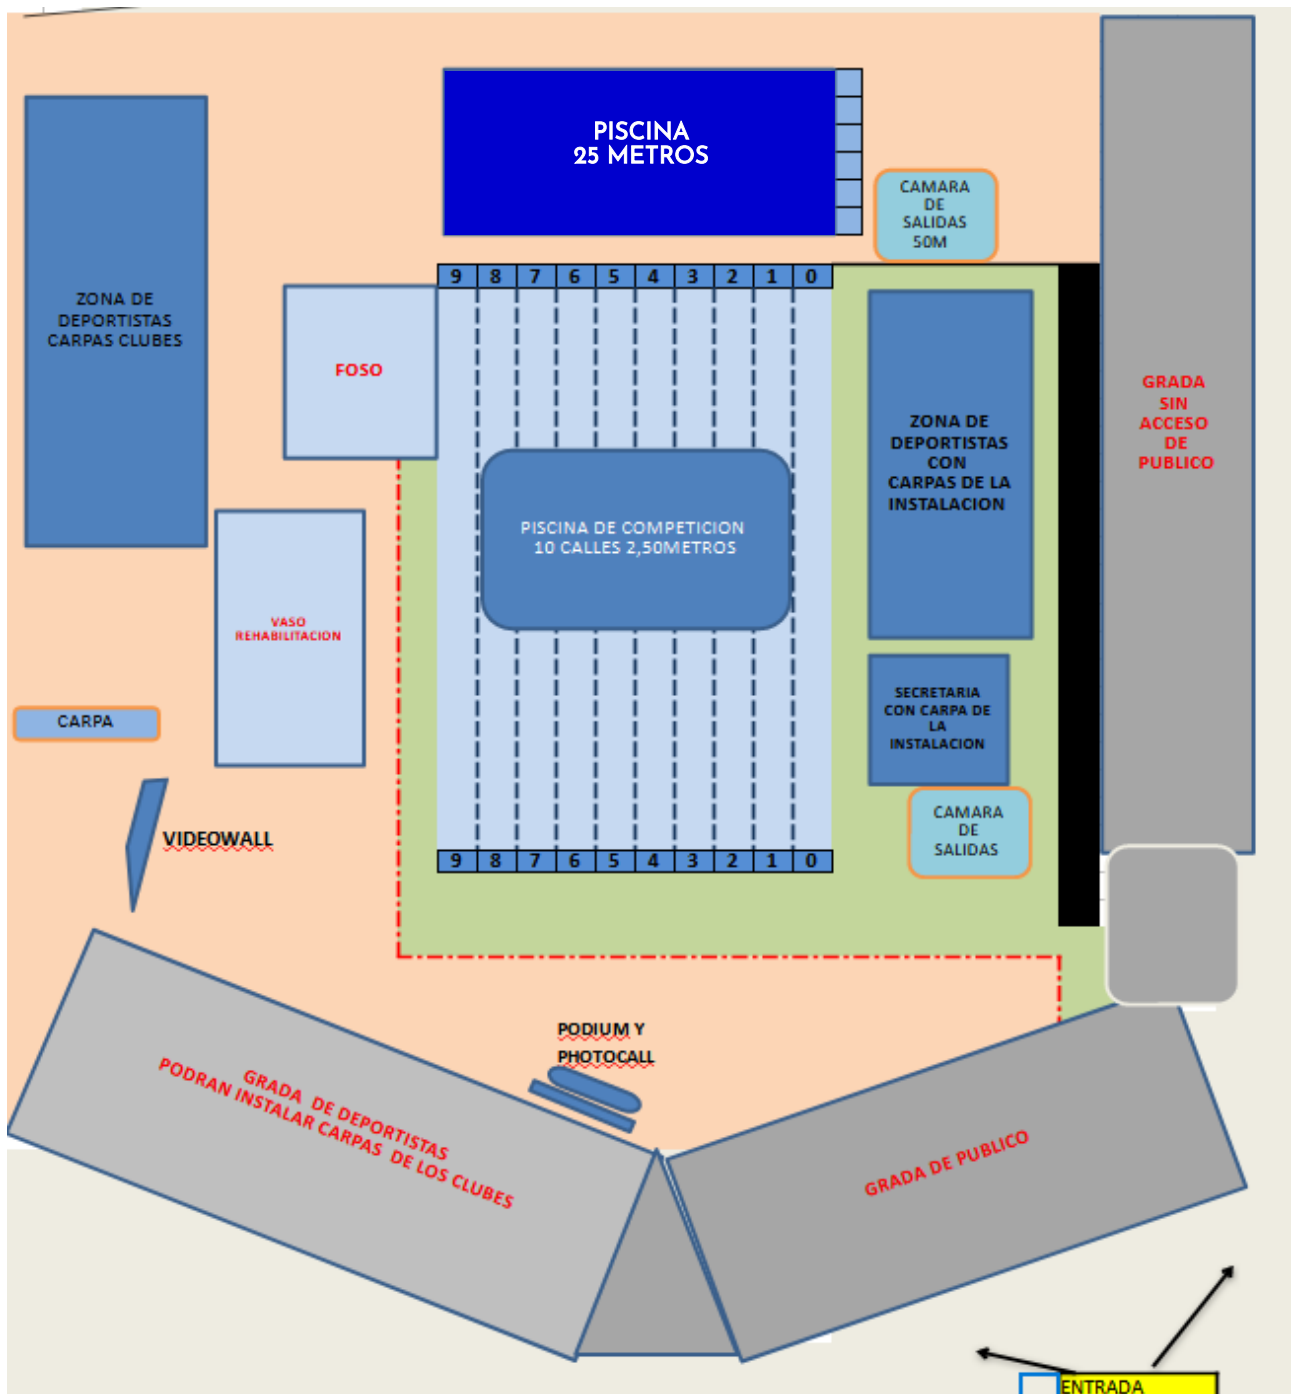 PISCINA
25 METROS
CAMARA
DE
SALIDAS
50M
9 8 7 6 5 4 3 2 1 0
ZONA DE
DEPORTISTAS
CARPAS CLUBES
FOSO
GRADA
SIN
ACCESO
DE
PUBLICO
ZONA DE
DEPORTISTAS
CON
CARPAS DE LA
INSTALACION
PISCINA DE COMPETICION
10 CALLES 2,50METROS
VASO
REHABILITACION
SECRETARIA
CON CARPA DE
LA
INSTALACION
CARPA
VIDEOWALL
CAMARA
DE
SALIDAS
9 8 7 6 5 4 3 2 1 0
PODIUM Y
PHOTOCALL
GRADA DE DEPORTISTAS
PODRAN INSTALAR CARPAS DE LOS CLUBES
GRADA DE PUBLICO
ENTRADA